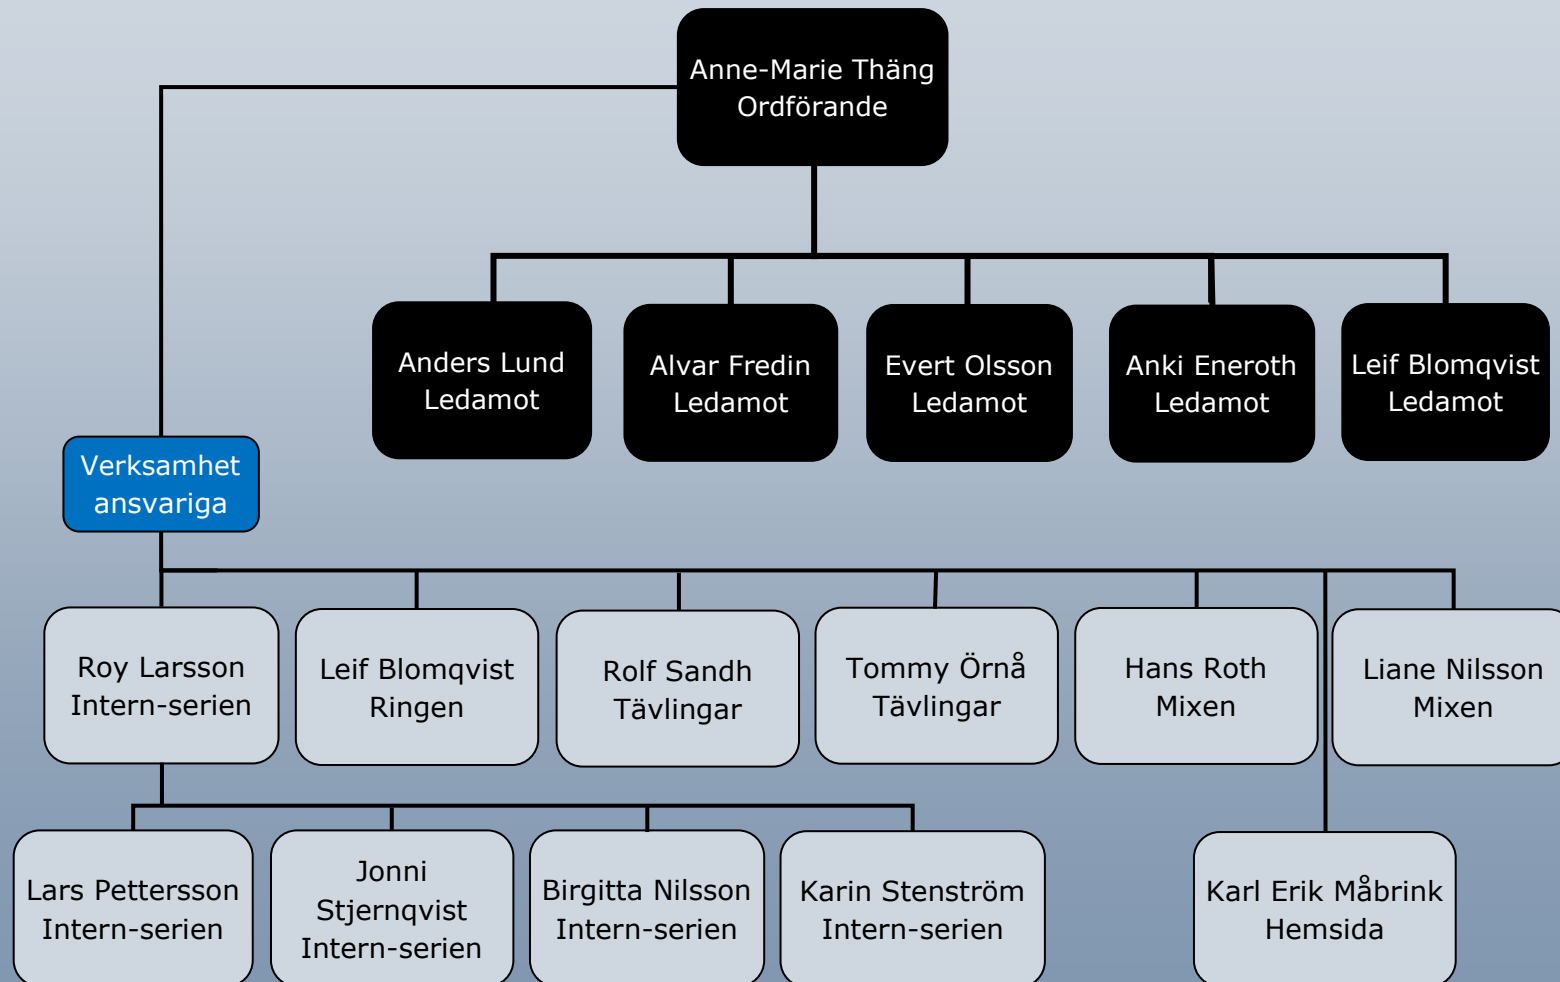 Anne-Marie Thäng
Ordförande
Anders Lund
Ledamot
Alvar Fredin
Ledamot
Evert Olsson
Ledamot
Anki Eneroth
Ledamot
Leif Blomqvist
Ledamot
Verksamhet
ansvariga
Roy Larsson
Intern-serien
Leif Blomqvist
Ringen
Rolf Sandh
Tävlingar
Tommy Örnå
Tävlingar
Hans Roth
Mixen
Liane Nilsson
Mixen
Lars Pettersson
Intern-serien
Jonni
Stjernqvist
Intern-serien
Birgitta Nilsson
Intern-serien
Karin Stenström
Intern-serien
Karl Erik Måbrink
Hemsida